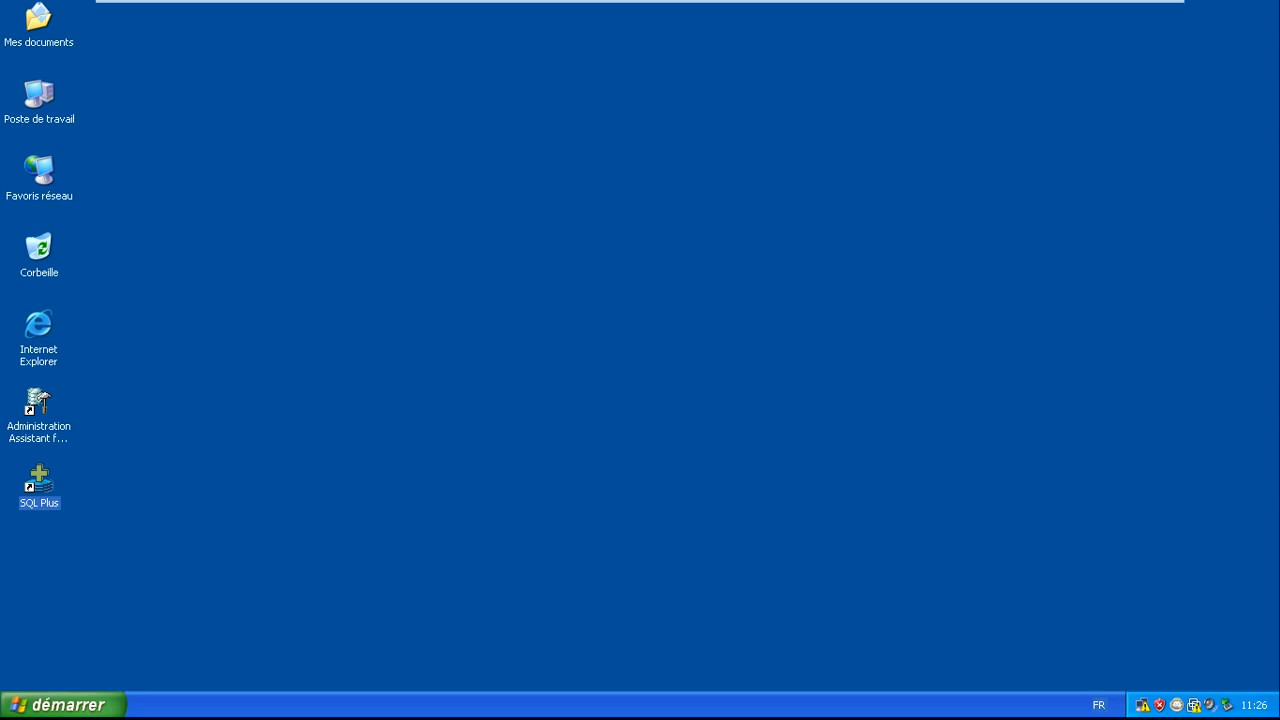 Mes documents
Poste de travail
Favoris réseau
Corbeille
Internet
Explorer
Administration
Assistant f...
SQL Plus
démarrer
FR
11:26